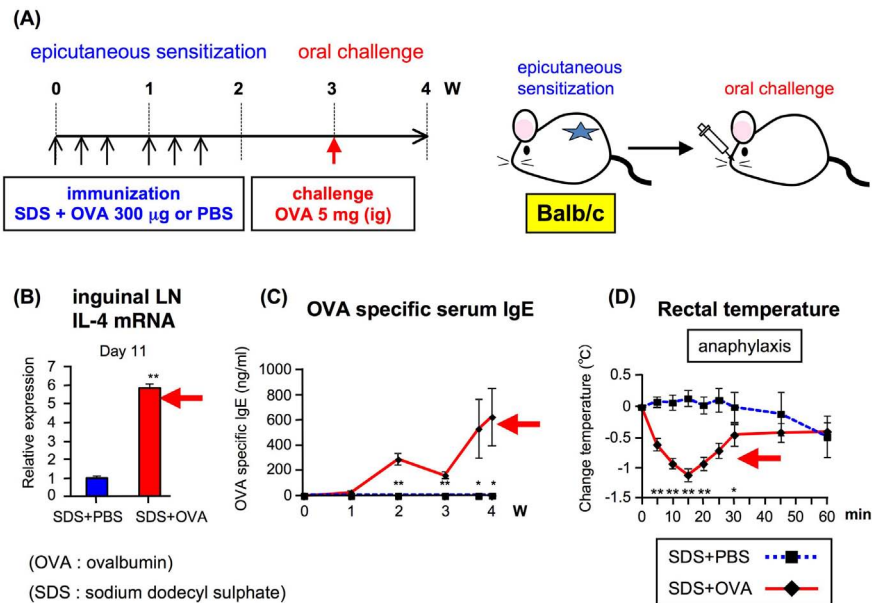 (A)
epicutaneous sensitization oral challenge
0 1 2 3 4 W
immunization
SDS + OVA 300 μg or PBS
challenge
OVA 5 mg (ig)
epicutaneous
sensitization
oral challenge
Balb/c
(B) inguinal LN
IL-4 mRNA
Day 11
Relative expression
7
6
5
4
3
2
1
0
**
SDS+PBS SDS+OVA
(OVA : ovalbumin)
(SDS : sodium dodecyl sulphate)
(C) OVA specific serum IgE
OVA specific IgE (ng/ml)
1000
800
600
400
200
0
** ** * *
0 1 2 3 4 W
(D) Rectal temperature
anaphylaxis
Change temperature (°C)
0.5
0
-0.5
-1
-1.5
** ** ** ** *
0 10 20 30 40 50 60 min
SDS+PBS
SDS+OVA